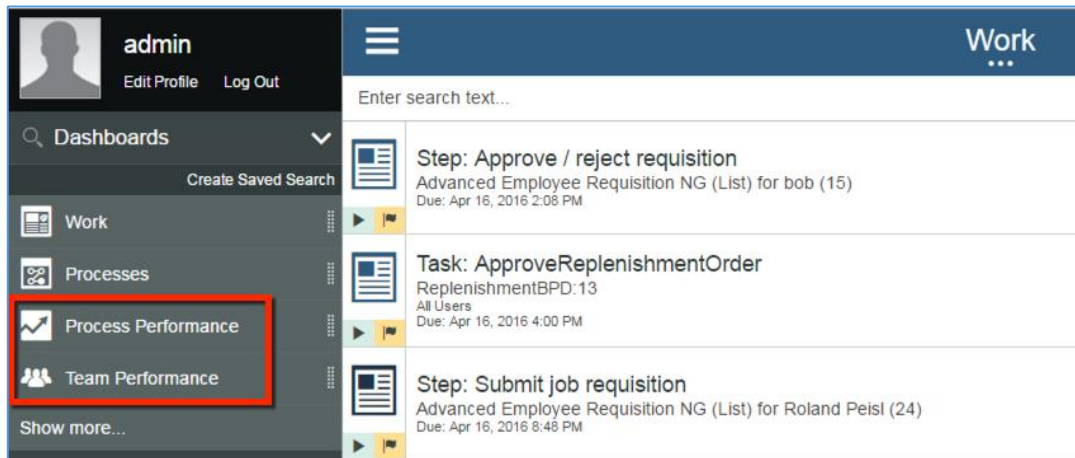 admin
Edit Profile Log Out
Dashboards
Create Saved Search
Work
Processes
Process Performance
Team Performance
Show more...
Work
Enter search text...
Step: Approve / reject requisition
Advanced Employee Requisition NG (List) for bob (15)
Due: Apr 16, 2016 2:08 PM
Task: ApproveReplenishmentOrder
ReplenishmentBPD:13
All Users
Due: Apr 16, 2016 4:00 PM
Step: Submit job requisition
Advanced Employee Requisition NG (List) for Roland Peisl (24)
Due: Apr 16, 2016 8:48 PM